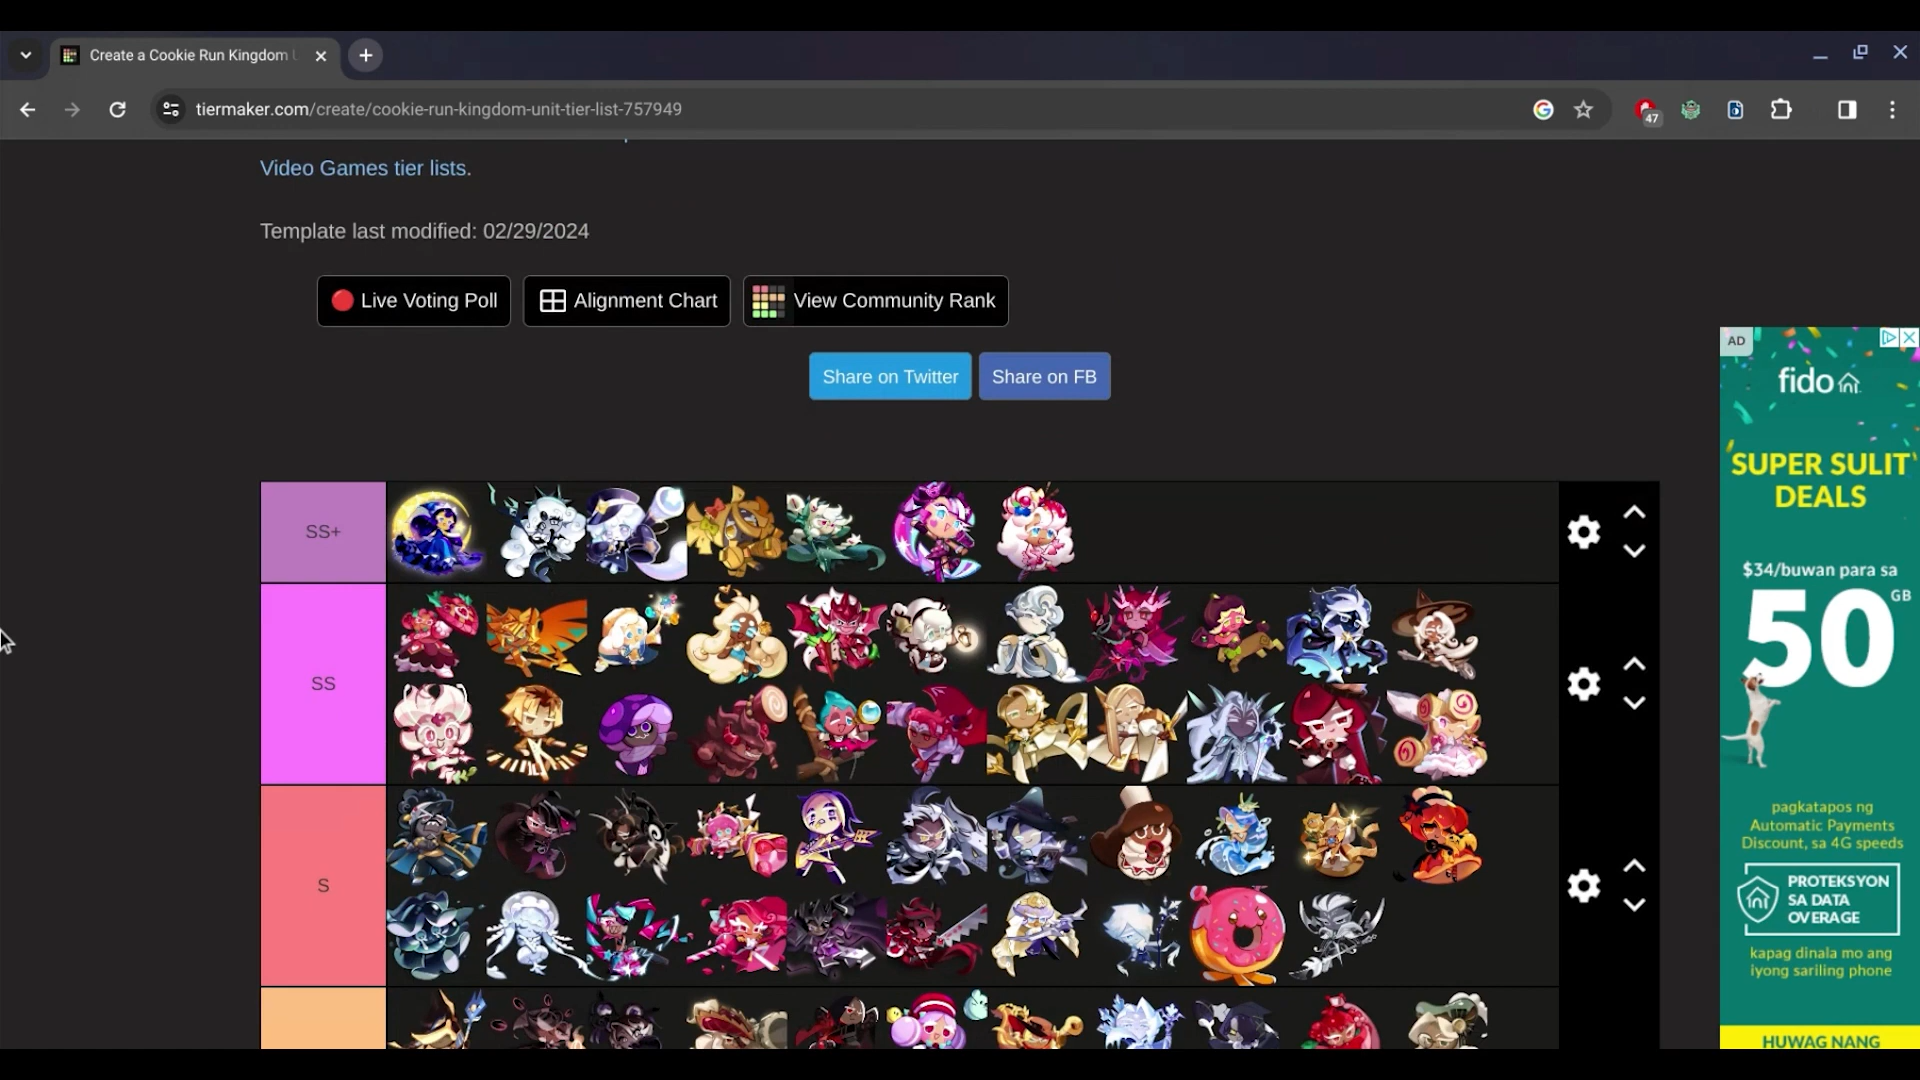 Create a Cookie Run Kingdom U
tiermaker.com/create/cookie-run-kingdom-unit-tier-list-757949
47
Video Games tier lists.
Template last modified: 02/29/2024
Live Voting Poll
Alignment Chart
View Community Rank
Share on Twitter
Share on FB
SS+
SS
S
AD
fido
SUPER SULIT
DEALS
$34/buwan para sa
50 GB
pagkatapos ng
Automatic Payments
Discount, sa 4G speeds
PROTEKSYON
SA DATA
OVERAGE
kapag dinala mo ang
iyong sariling phone
HUWAG NANG